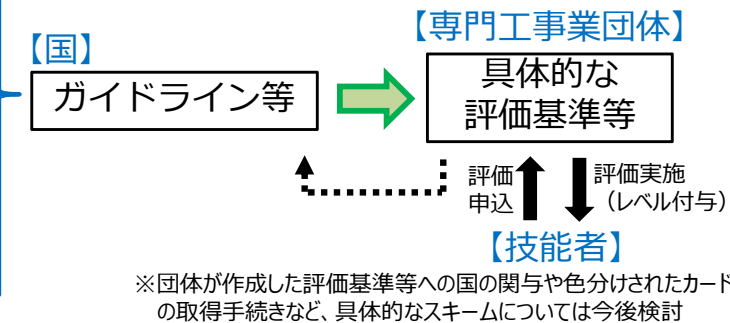 【専門工事業団体】
【国】
ガイドライン等
具体的な
評価基準等
評価
申込
評価実施
（レベル付与）
【技能者】
※団体が作成した評価基準等への国の関与や色分けされたカード
の取得手続きなど、具体的なスキームについては今後検討